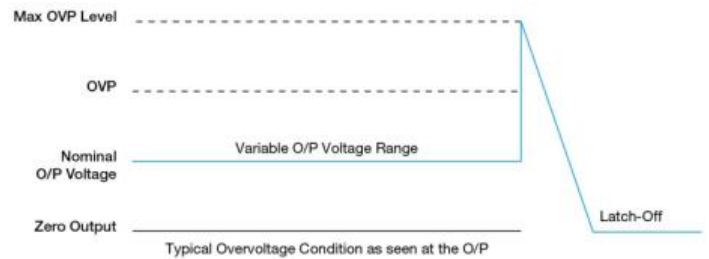 Max OVP Level
OVP
Variable O/P Voltage Range
Nominal
O/P Voltage
Zero Output
Latch-Off
Typical Overvoltage Condition as seen at the O/P